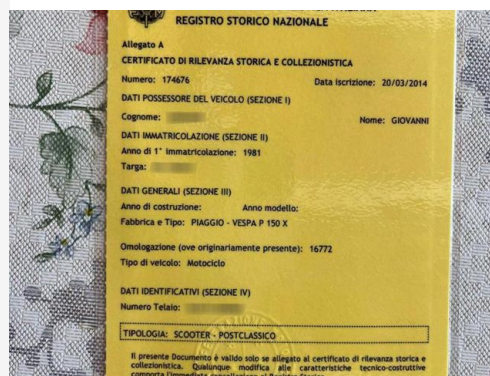 REGISTRO STORICO NAZIONALE
Allegato A
CERTIFICATO DI RILEVANZA STORICA E COLLEZIONISTICA
Numero: 174676 Data Iscrizione: 20/03/2014
DATI POSSESSORE DEL VEICOLO (SEZIONE I)
Cognome: Nome: GIOVANNI
DATI IMMATRICOLAZIONE (SEZIONE II)
Anno di 1° immatricolazione: 1981
Targa:
DATI GENERALI (SEZIONE III)
Anno di costruzione: Anno modello:
Fabbrica e Tipo: PIAGGIO - VESPA P 150 X
Omologazione (ove originariamente presente): 16772
Tipo di veicolo: Motociclo
DATI IDENTIFICATIVI (SEZIONE IV)
Numero Telaio:
TIPOLOGIA: SCOOTER - POSTCLASSICO
Il presente Documento è valido solo se allegato al certificato di rilevanza storica e
collezionistica. Qualunque modifica alle caratteristiche tecnico-costruttive